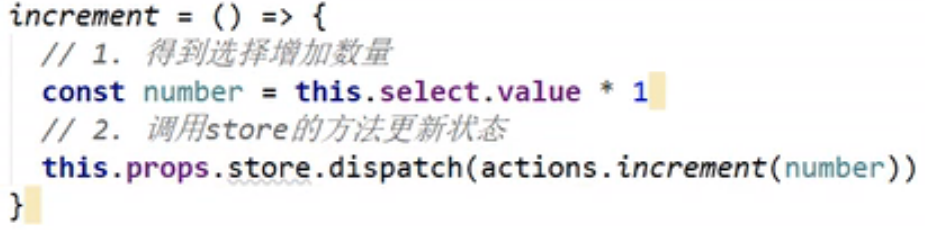 increment = () => {
// 1. 得到选择增加数量
const number = this.select.value * 1
// 2. 调用store的方法更新状态
this.props.store.dispatch(actions.increment(number))
}